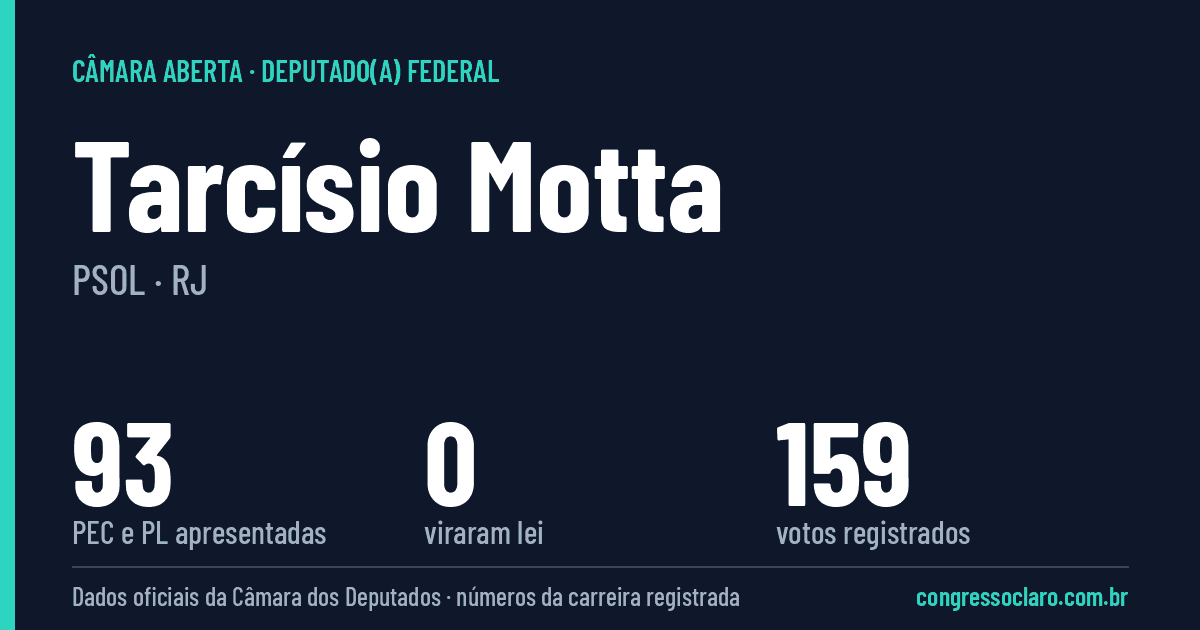 CÂMARA ABERTA · DEPUTADO(A) FEDERAL
Tarcísio Motta
PSOL · RJ
93 0 159
PEC e PL apresentadas viraram lei votos registrados
Dados oficiais da Câmara dos Deputados · números da carreira registrada congressoclaro.com.br